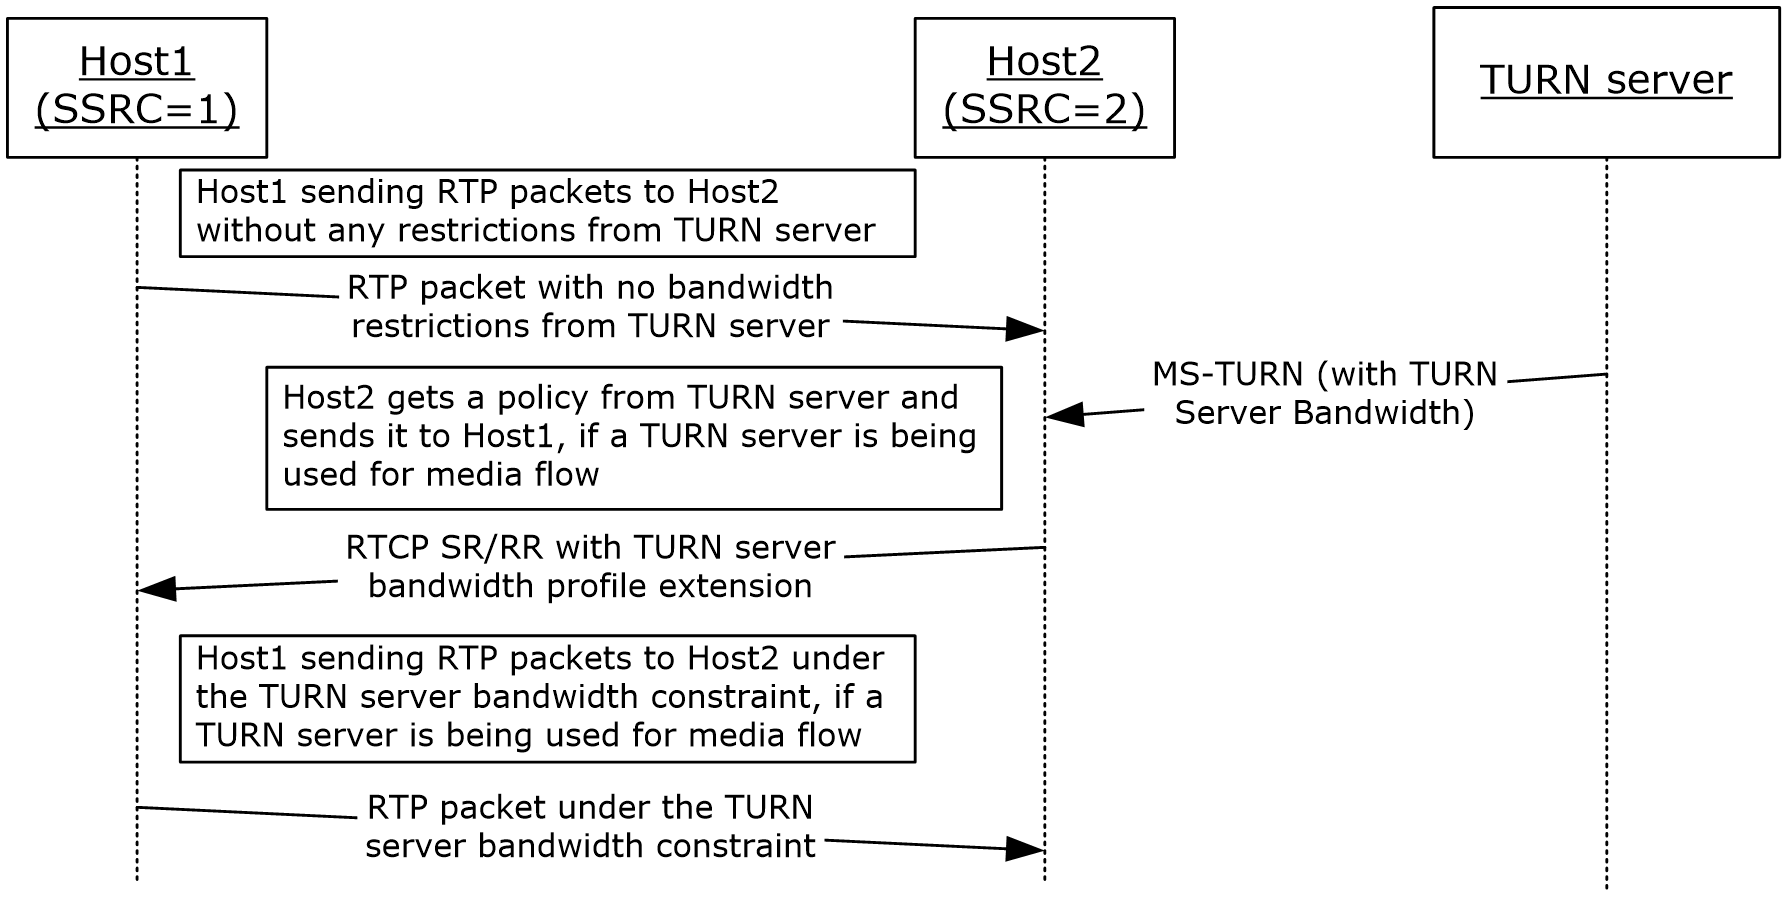 Host1
(SSRC=1)
Host2
(SSRC=2)
TURN server
Host1 sending RTP packets to Host2
without any restrictions from TURN server
RTP packet with no bandwidth
restrictions from TURN server
MS-TURN (with TURN
Server Bandwidth)
Host2 gets a policy from TURN server and
sends it to Host1, if a TURN server is being
used for media flow
RTCP SR/RR with TURN server
bandwidth profile extension
Host1 sending RTP packets to Host2 under
the TURN server bandwidth constraint, if a
TURN server is being used for media flow
RTP packet under the TURN
server bandwidth constraint